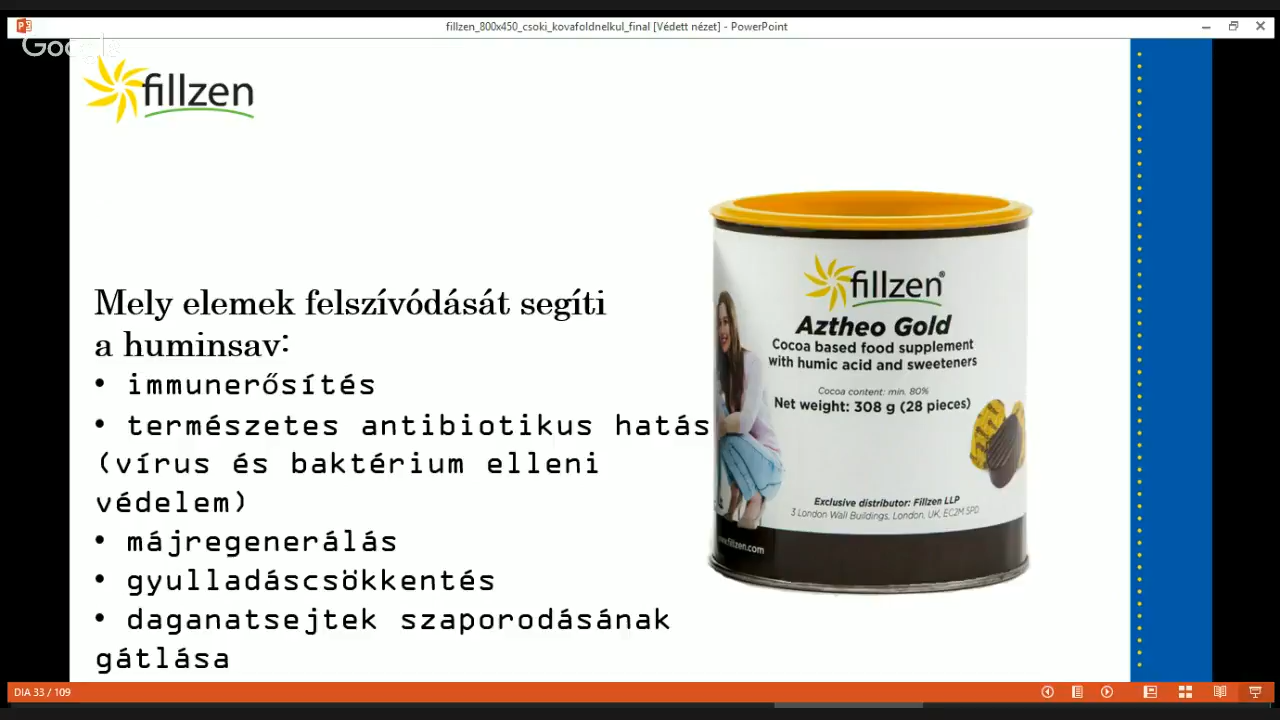 fillzen_800x450_csoki_kovafoldnelkul_final [Védett nézet] - PowerPoint
Google
fillzen
Mely elemek felszívódását segíti
a huminsav:
• immunerősítés
• természetes antibiotikus hatás
(vírus és baktérium elleni
védelem)
• májregenerálás
• gyulladáscsökkentés
• daganatsejtek szaporodásának
gátlása
fillzen®
Aztheo Gold
Cocoa based food supplement
with humic acid and sweeteners
Cocoa content: min. 80%
Net weight: 308 g (28 pieces)
Exclusive distributor: Fillzen LLP
3 London Wall Buildings, London, UK, EC2M 5PD
www.fillzen.com
DIA 33 / 109